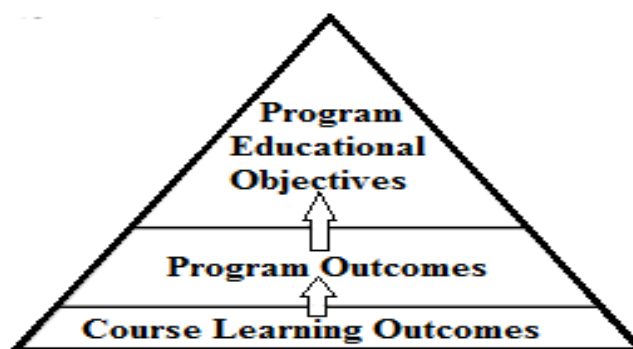 Program
Educational
Objectives
Program Outcomes
Course Learning Outcomes